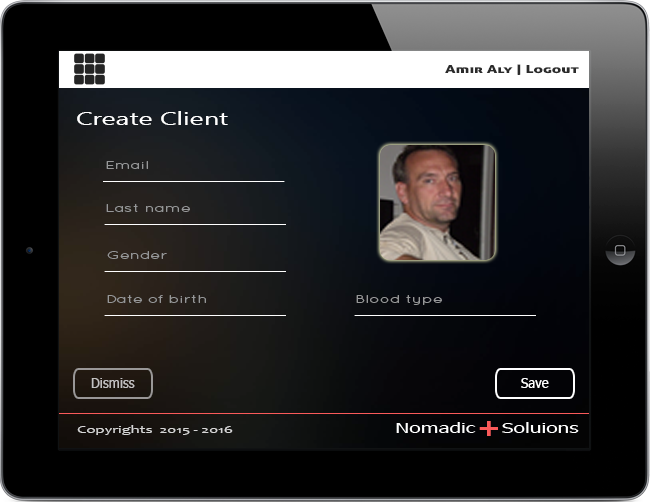 Amir Aly | Logout
Create Client
Email
Last name
Gender
Date of birth
Blood type
Dismiss
Save
Copyrights 2015 - 2016
Nomadic + Soluions